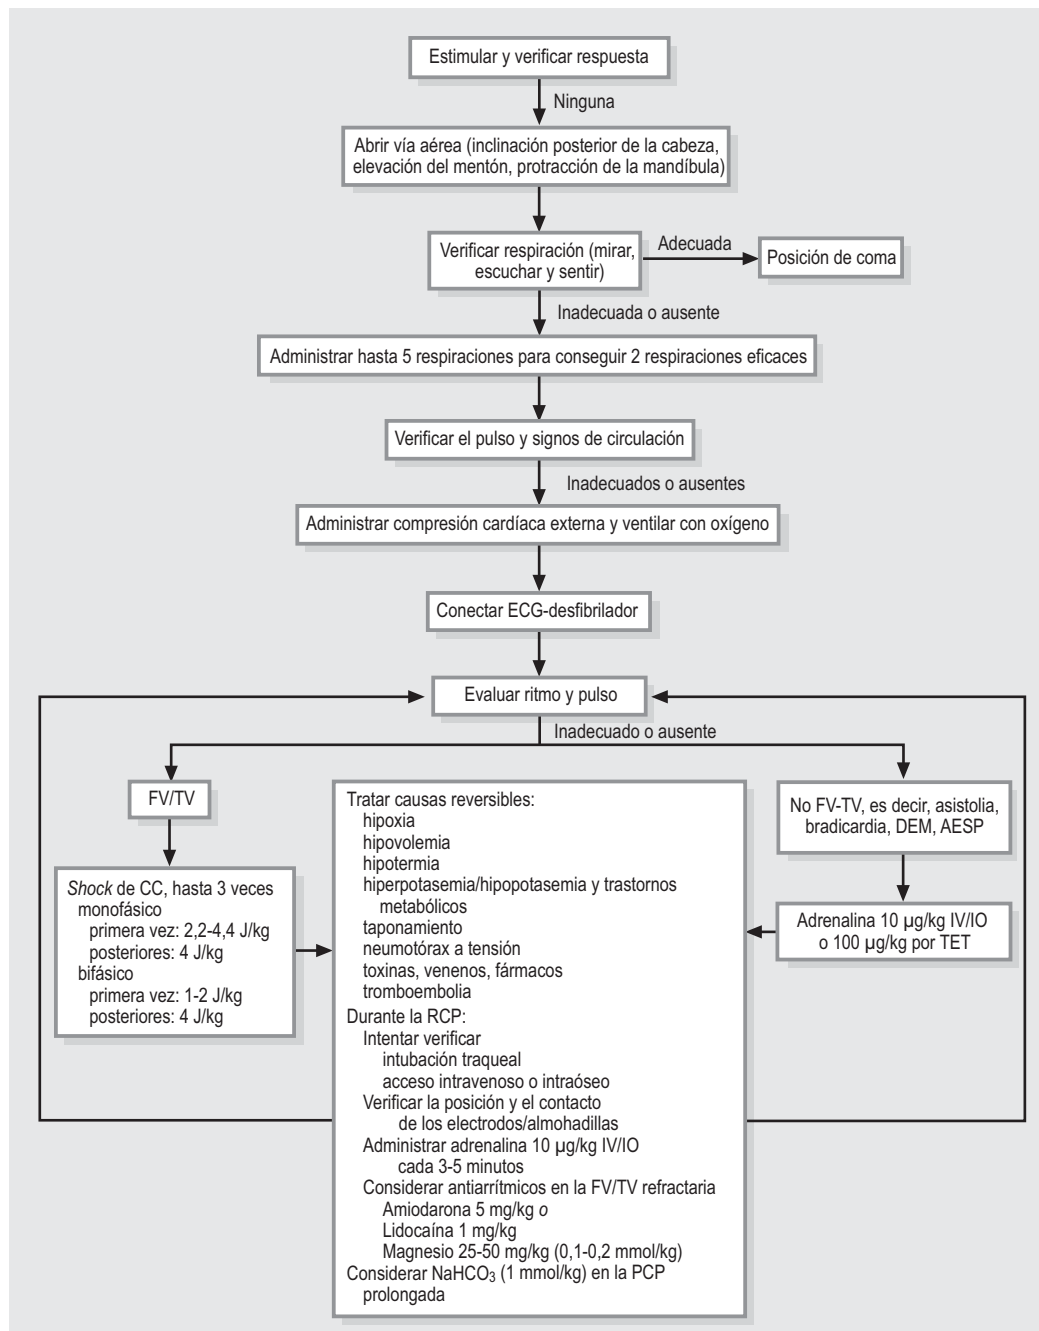 Estimular y verificar respuesta
Ninguna
Abrir vía aérea (inclinación posterior de la cabeza,
elevación del mentón, protracción de la mandíbula)
Verificar respiración (mirar,
escuchar y sentir)
Adecuada
Posición de coma
Inadecuada o ausente
Administrar hasta 5 respiraciones para conseguir 2 respiraciones eficaces
Verificar el pulso y signos de circulación
Inadecuados o ausentes
Administrar compresión cardíaca externa y ventilar con oxígeno
Conectar ECG-desfibrilador
Evaluar ritmo y pulso
Inadecuado o ausente
FV/TV
Shock de CC, hasta 3 veces
monofásico
primera vez: 2,2-4,4 J/kg
posteriores: 4 J/kg
bifásico
primera vez: 1-2 J/kg
posteriores: 4 J/kg
Tratar causas reversibles:
hipoxia
hipovolemia
hipotermia
hiperpotasemia/hipopotasemia y trastornos
metabólicos
taponamiento
neumotórax a tensión
toxinas, venenos, fármacos
tromboembolia
Durante la RCP:
Intentar verificar
intubación traqueal
acceso intravenoso o intraóseo
Verificar la posición y el contacto
de los electrodos/almohadillas
Administrar adrenalina 10 µg/kg IV/IO
cada 3-5 minutos
Considerar antiarrítmicos en la FV/TV refractaria
Amiodarona 5 mg/kg o
Lidocaína 1 mg/kg
Magnesio 25-50 mg/kg (0,1-0,2 mmol/kg)
Considerar NaHCO₃ (1 mmol/kg) en la PCP
prolongada
No FV-TV, es decir, asistolia,
bradicardia, DEM, AESP
Adrenalina 10 µg/kg IV/IO
o 100 µg/kg por TET